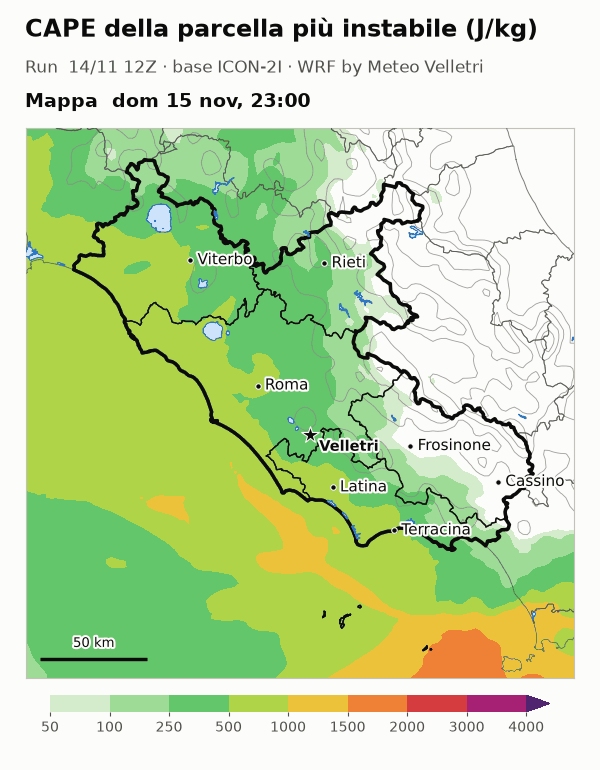 CAPE della parcella più instabile (J/kg)
Run  14/11 12Z · base ICON-2I · WRF by Meteo Velletri
Mappa  dom 15 nov, 23:00
Viterbo
Rieti
Roma
Velletri
Frosinone
Latina
Cassino
Terracina
50 km
50 100 250 500 1000 1500 2000 3000 4000